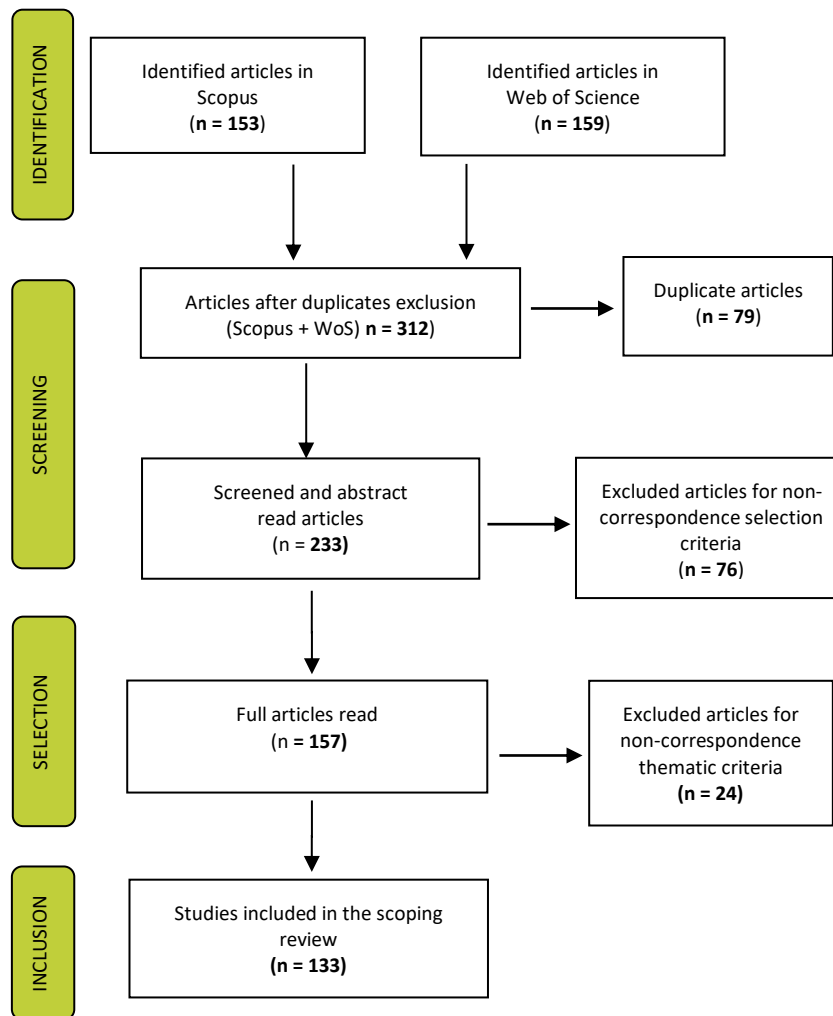 IDENTIFICATION
Identified articles in
Scopus
(n = 153)
Identified articles in
Web of Science
(n = 159)
SCREENING
Articles after duplicates exclusion
(Scopus + WoS) n = 312)
Duplicate articles
(n = 79)
Screened and abstract
read articles
(n = 233)
Excluded articles for non-
correspondence selection
criteria
(n = 76)
SELECTION
Full articles read
(n = 157)
Excluded articles for
non-correspondence
thematic criteria
(n = 24)
INCLUSION
Studies included in the scoping
review
(n = 133)